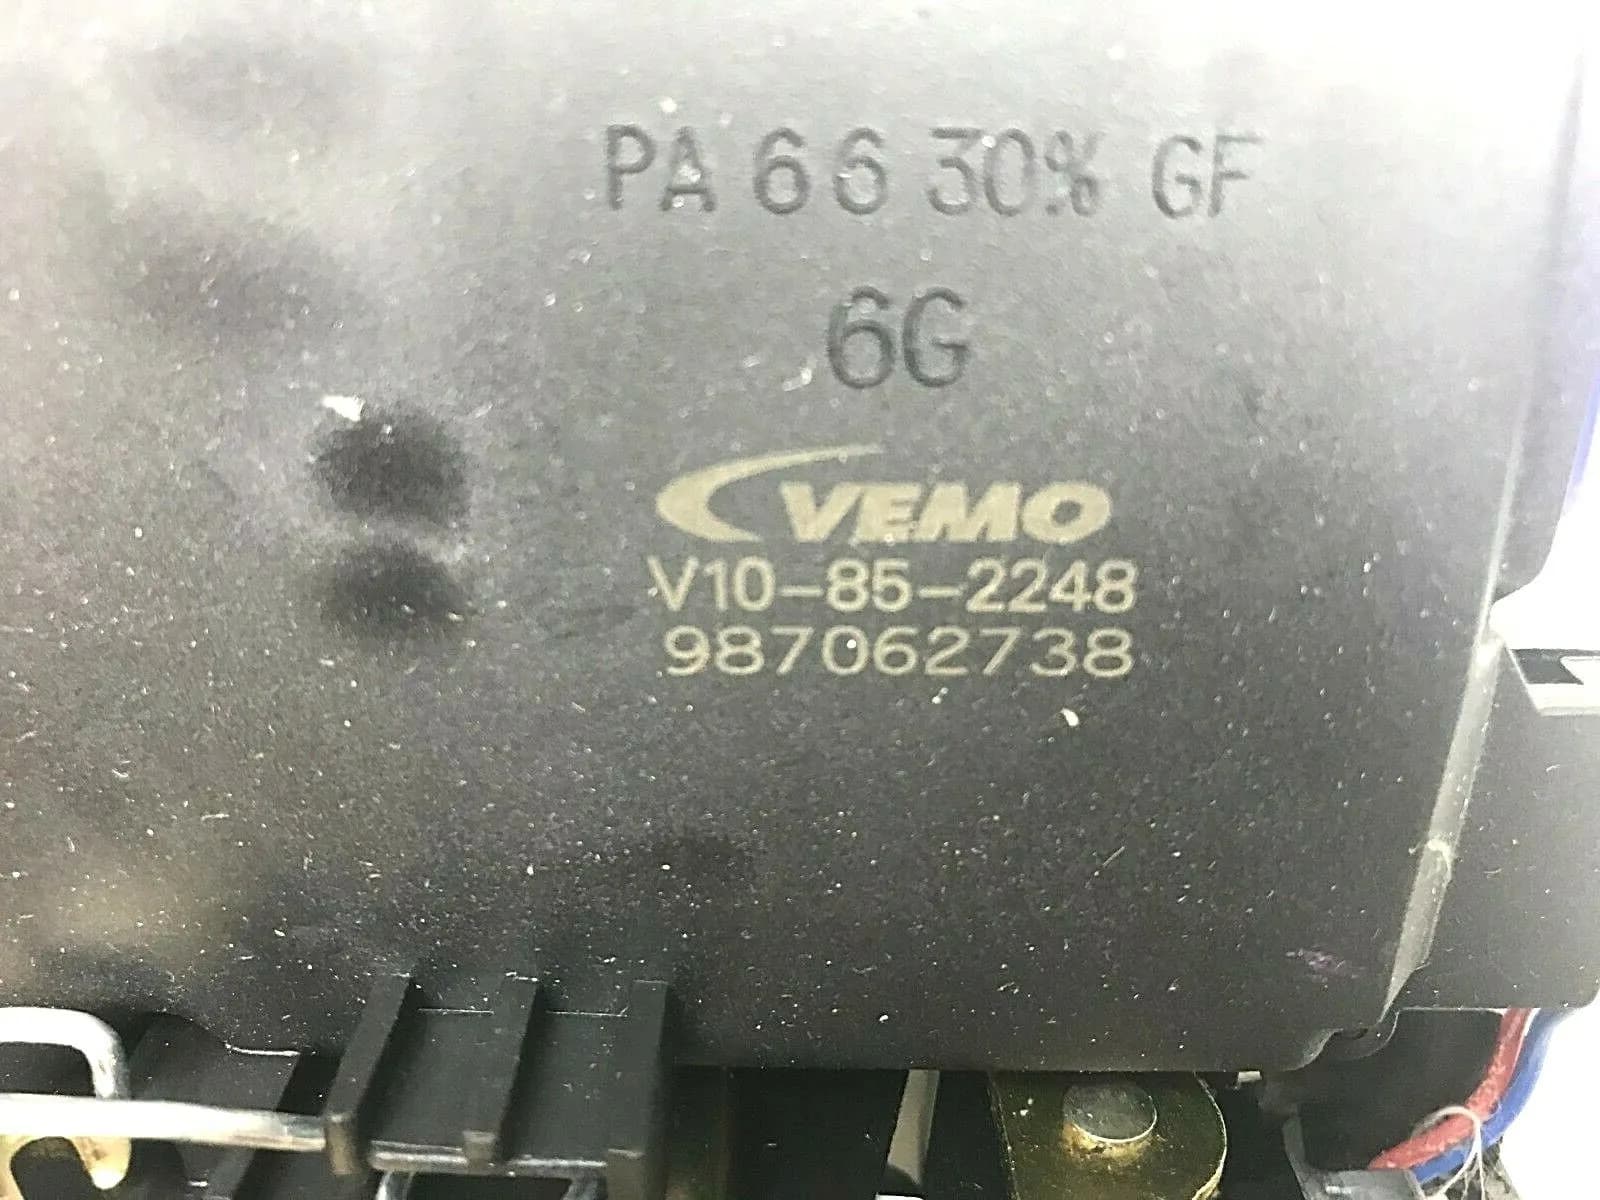 PA 66 30% GF
6G
VEMO
V10-85-2248
987062738